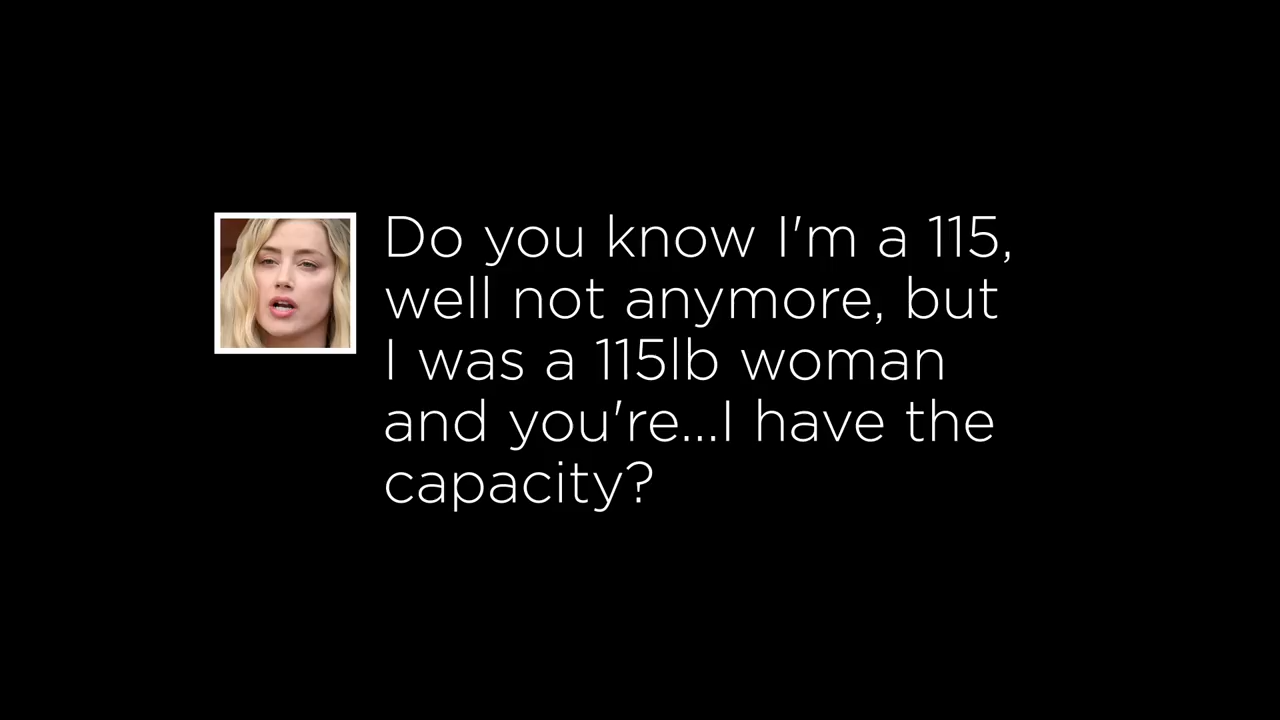 Do you know I'm a 115,
well not anymore, but
I was a 115lb woman
and you're...I have the
capacity?